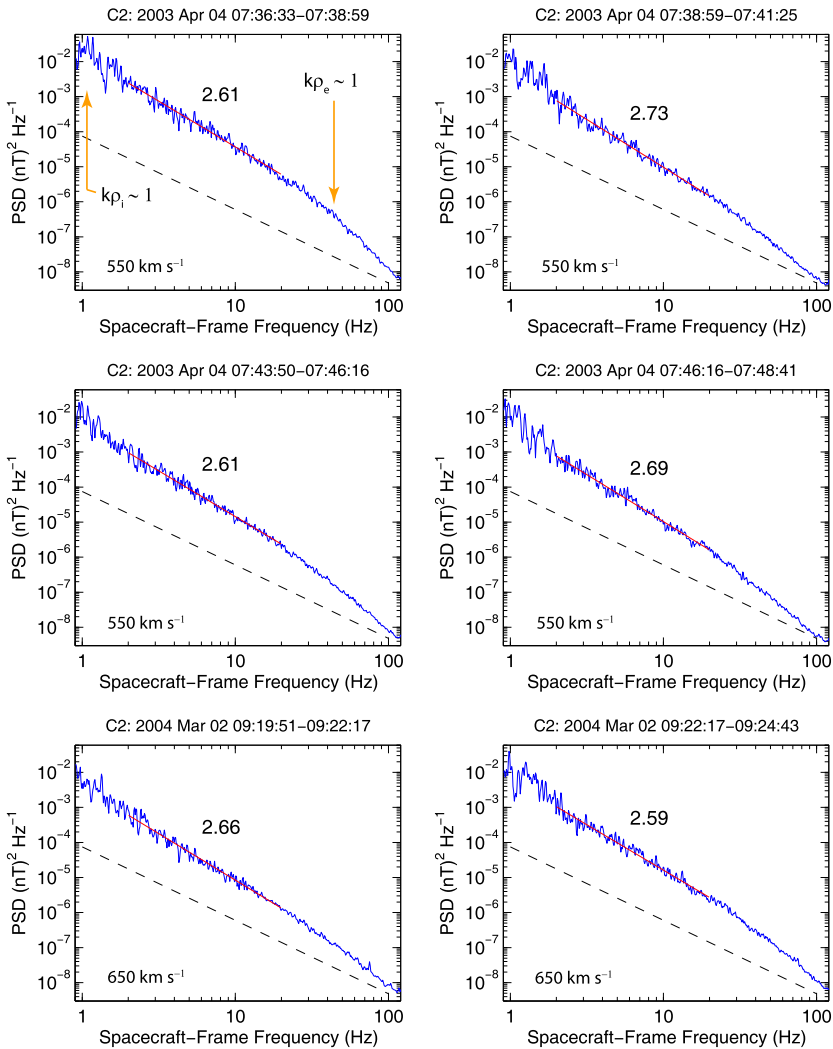 C2: 2003 Apr 04 07:36:33−07:38:59
PSD (nT)² Hz⁻¹
10⁻²
10⁻³
10⁻⁴
10⁻⁵
10⁻⁶
10⁻⁷
10⁻⁸
2.61
kρₑ ~ 1
kρᵢ ~ 1
550 km s⁻¹
1 10 100
Spacecraft−Frame Frequency (Hz)
C2: 2003 Apr 04 07:38:59−07:41:25
PSD (nT)² Hz⁻¹
10⁻²
10⁻³
10⁻⁴
10⁻⁵
10⁻⁶
10⁻⁷
10⁻⁸
2.73
550 km s⁻¹
1 10 100
Spacecraft−Frame Frequency (Hz)
C2: 2003 Apr 04 07:43:50−07:46:16
PSD (nT)² Hz⁻¹
10⁻²
10⁻³
10⁻⁴
10⁻⁵
10⁻⁶
10⁻⁷
10⁻⁸
2.61
550 km s⁻¹
1 10 100
Spacecraft−Frame Frequency (Hz)
C2: 2003 Apr 04 07:46:16−07:48:41
PSD (nT)² Hz⁻¹
10⁻²
10⁻³
10⁻⁴
10⁻⁵
10⁻⁶
10⁻⁷
10⁻⁸
2.69
550 km s⁻¹
1 10 100
Spacecraft−Frame Frequency (Hz)
C2: 2004 Mar 02 09:19:51−09:22:17
PSD (nT)² Hz⁻¹
10⁻²
10⁻³
10⁻⁴
10⁻⁵
10⁻⁶
10⁻⁷
10⁻⁸
2.66
650 km s⁻¹
1 10 100
Spacecraft−Frame Frequency (Hz)
C2: 2004 Mar 02 09:22:17−09:24:43
PSD (nT)² Hz⁻¹
10⁻²
10⁻³
10⁻⁴
10⁻⁵
10⁻⁶
10⁻⁷
10⁻⁸
2.59
650 km s⁻¹
1 10 100
Spacecraft−Frame Frequency (Hz)